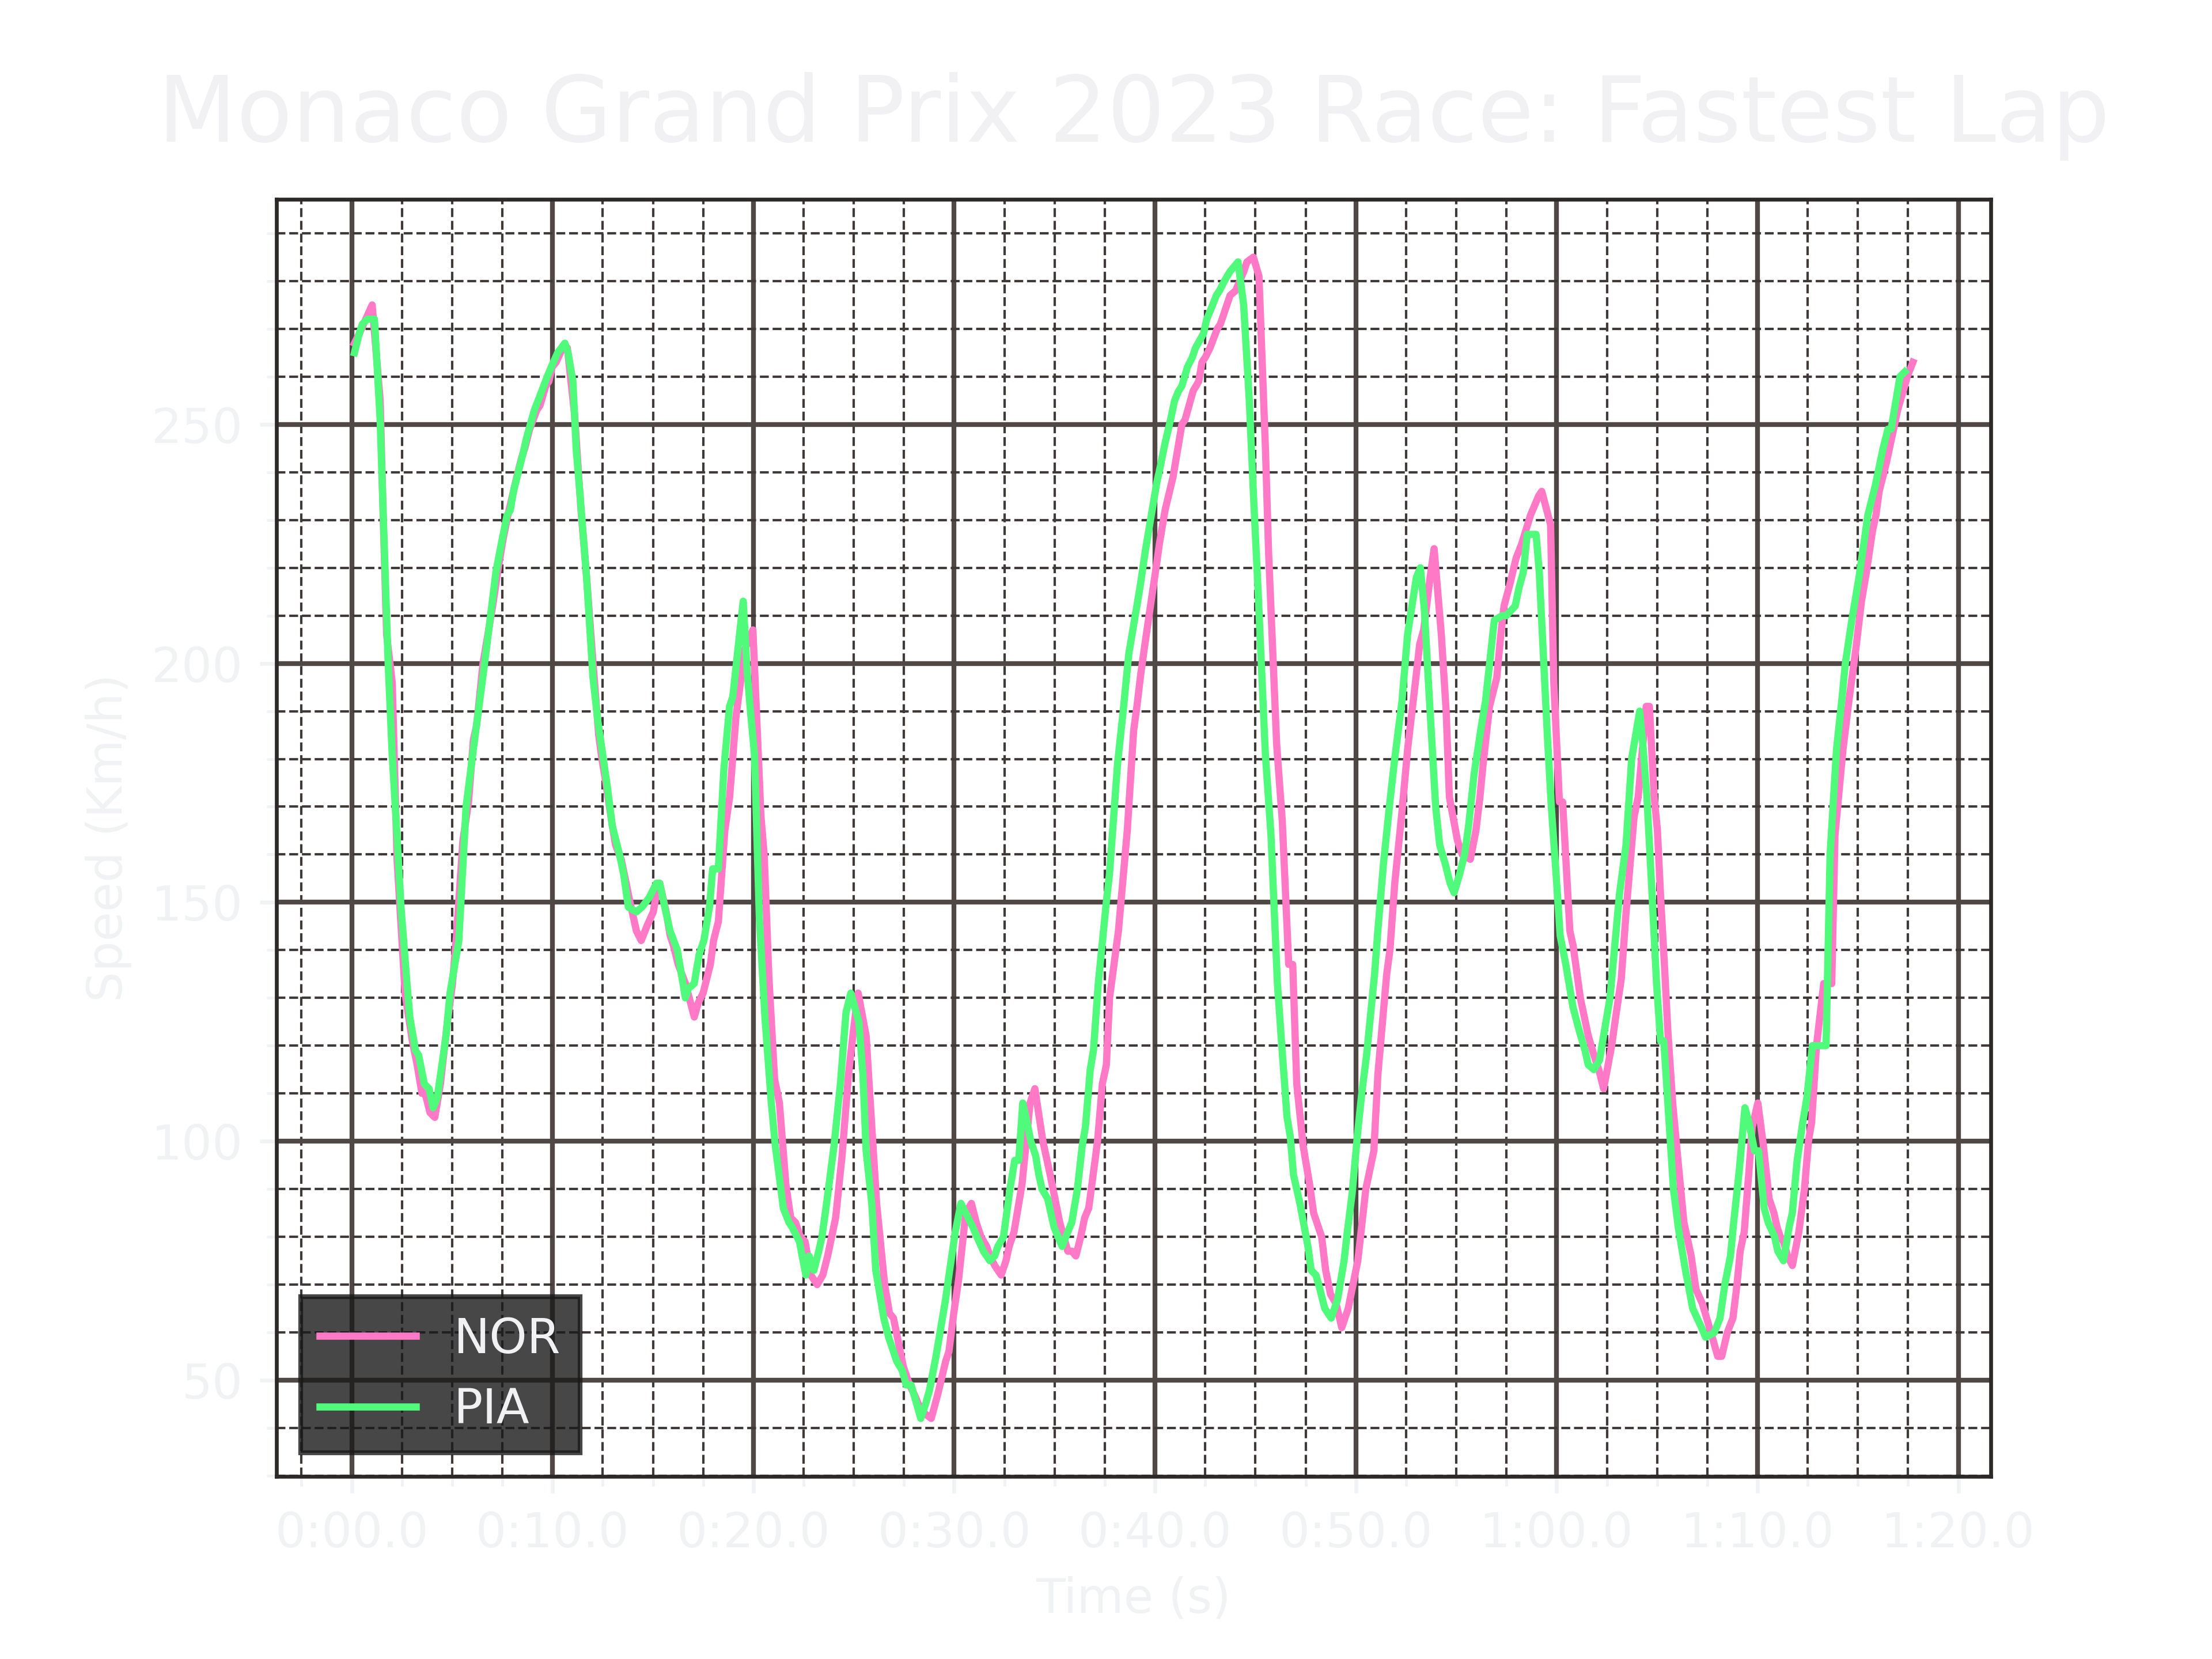 Monaco Grand Prix 2023 Race: Fastest Lap
Speed (Km/h)
250
200
150
100
50
NOR
PIA
0:00.0 0:10.0 0:20.0 0:30.0 0:40.0 0:50.0 1:00.0 1:10.0 1:20.0
Time (s)